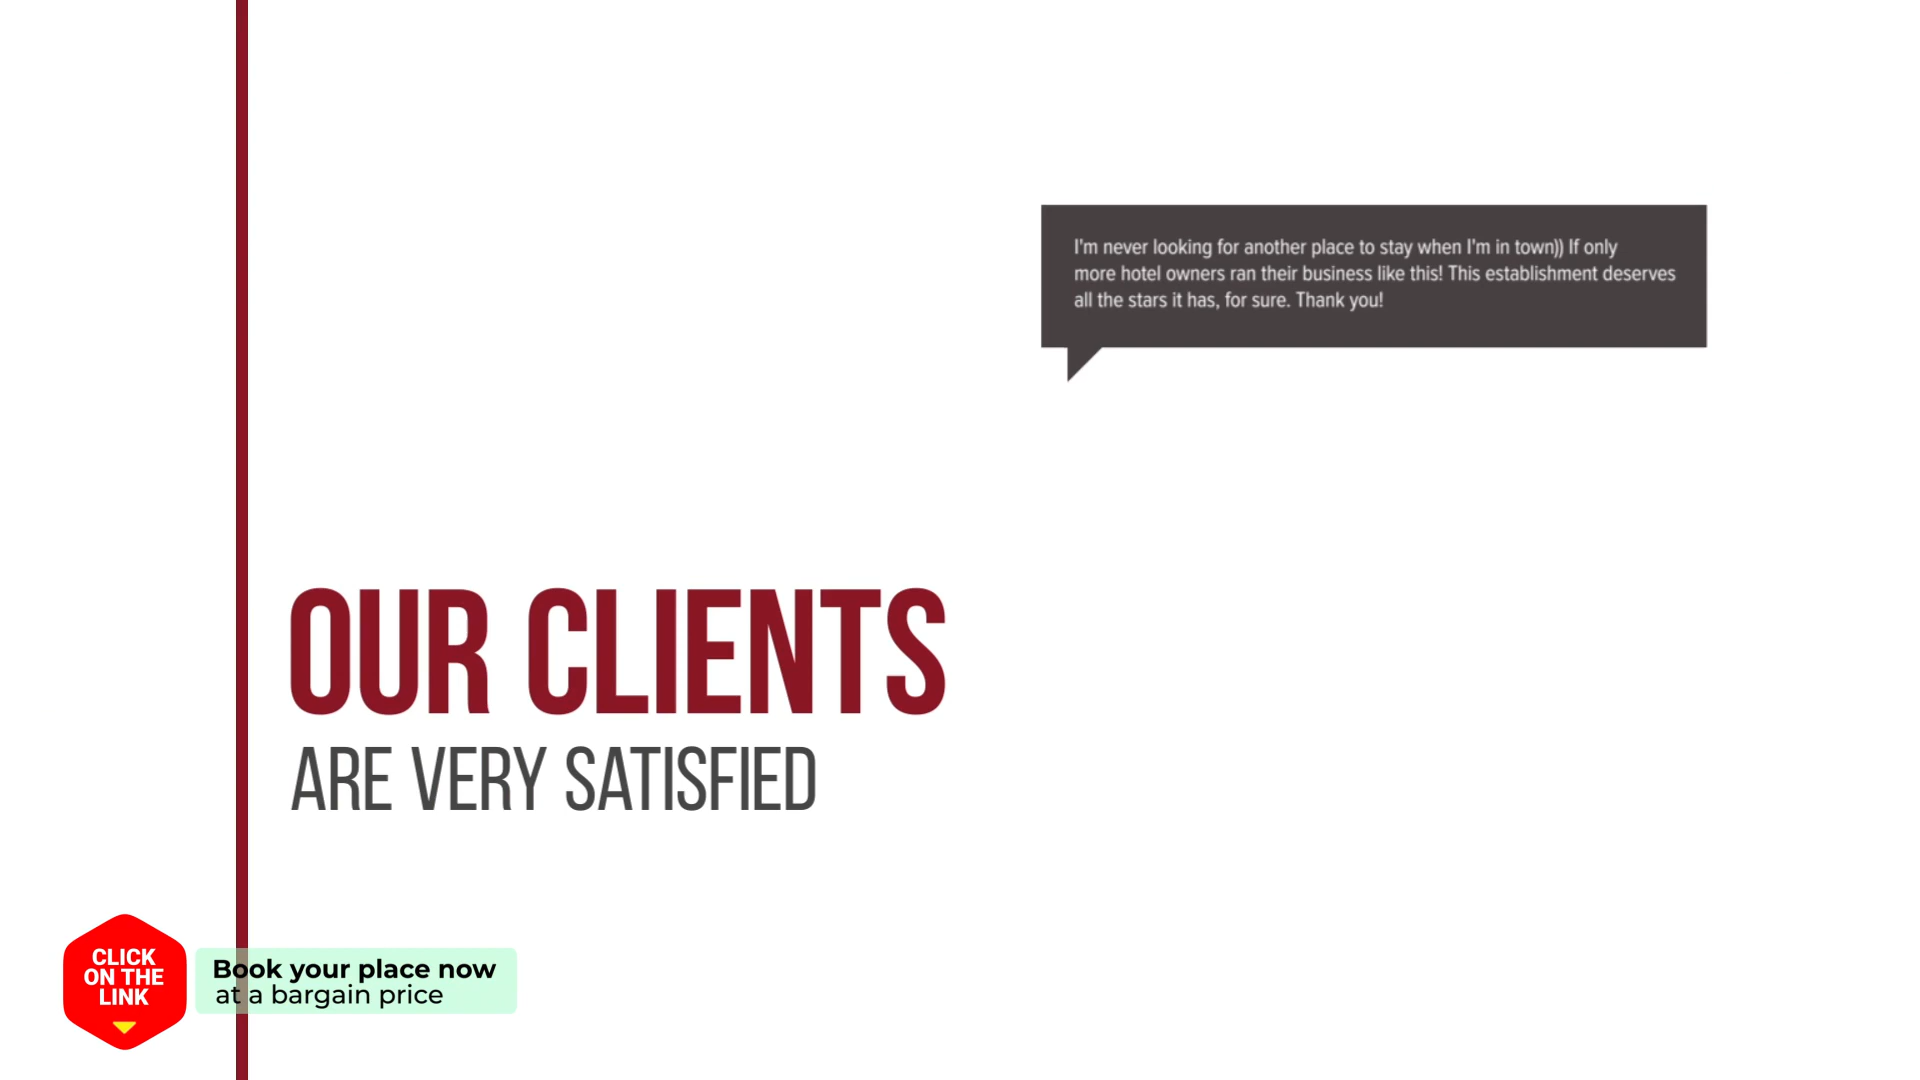 I'm never looking for another place to stay when I'm in town)) If only
more hotel owners ran their business like this! This establishment deserves
all the stars it has, for sure. Thank you!
OUR CLIENTS
ARE VERY SATISFIED
CLICK
ON THE
LINK
Book your place now
at a bargain price